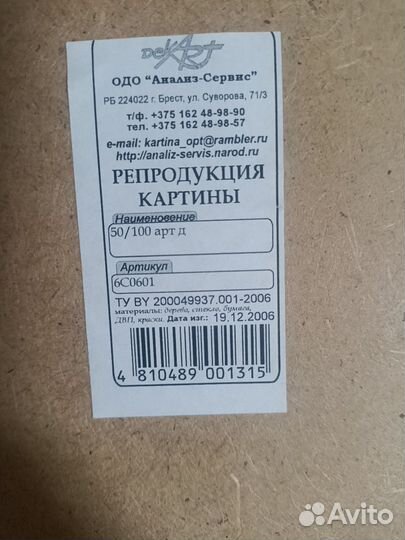 DekART
ОДО "Анализ-Сервис"
РБ 224022 г. Брест, ул. Суворова, 71/3
т/ф. +375 162 48-98-90
тел. +375 162 48-98-57
e-mail: kartina_opt@rambler.ru
http://analiz-servis.narod.ru
РЕПРОДУКЦИЯ
КАРТИНЫ
Наименование
50/100 арт д
Артикул
6С0601
ТУ BY 200049937.001-2006
материалы: дерево, стекло, бумага,
ДВП, краски. Дата изг.: 19.12.2006
4 810489 001315
Avito